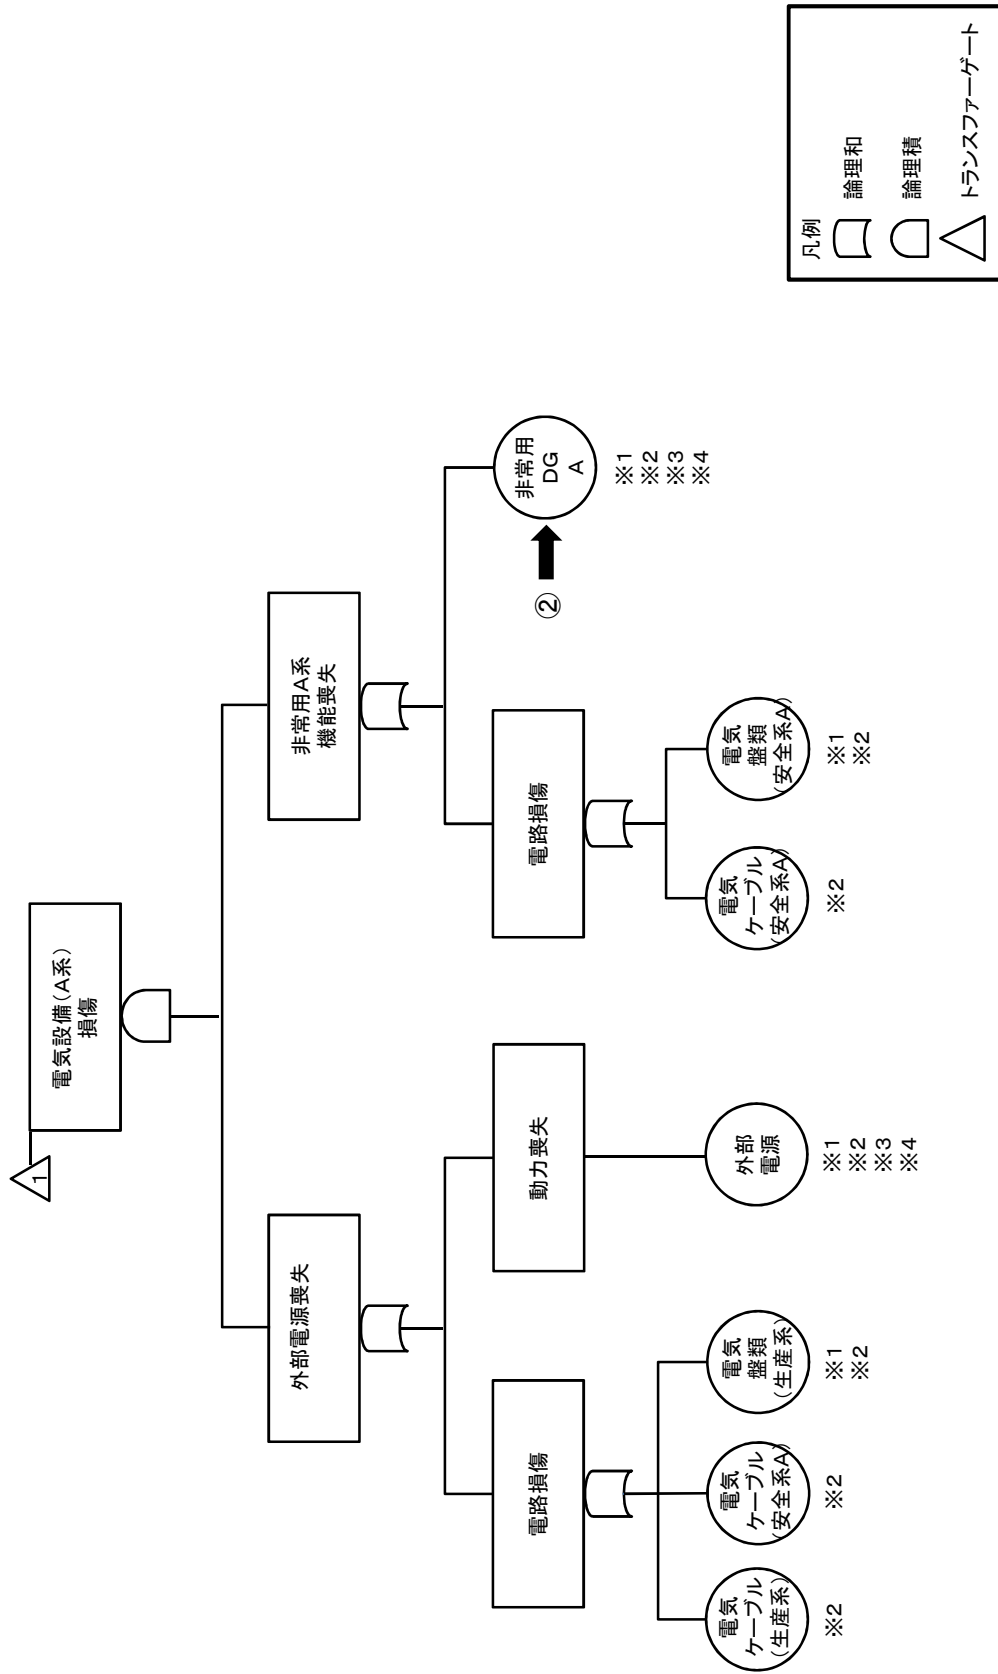 1
電気設備（A系）
損傷
外部電源喪失
非常用A系
機能喪失
電路損傷
動力喪失
電路損傷
②
非常用
DG
A
※1
※2
※3
※4
電気
ケーブル
（生産系）
※2
電気
ケーブル
（安全系A）
※2
電気
盤類
（生産系）
※1
※2
外部
電源
※1
※2
※3
※4
電気
ケーブル
（安全系A）
※2
電気
盤類
（安全系A）
※1
※2
凡例
論理和
論理積
トランスファーゲート